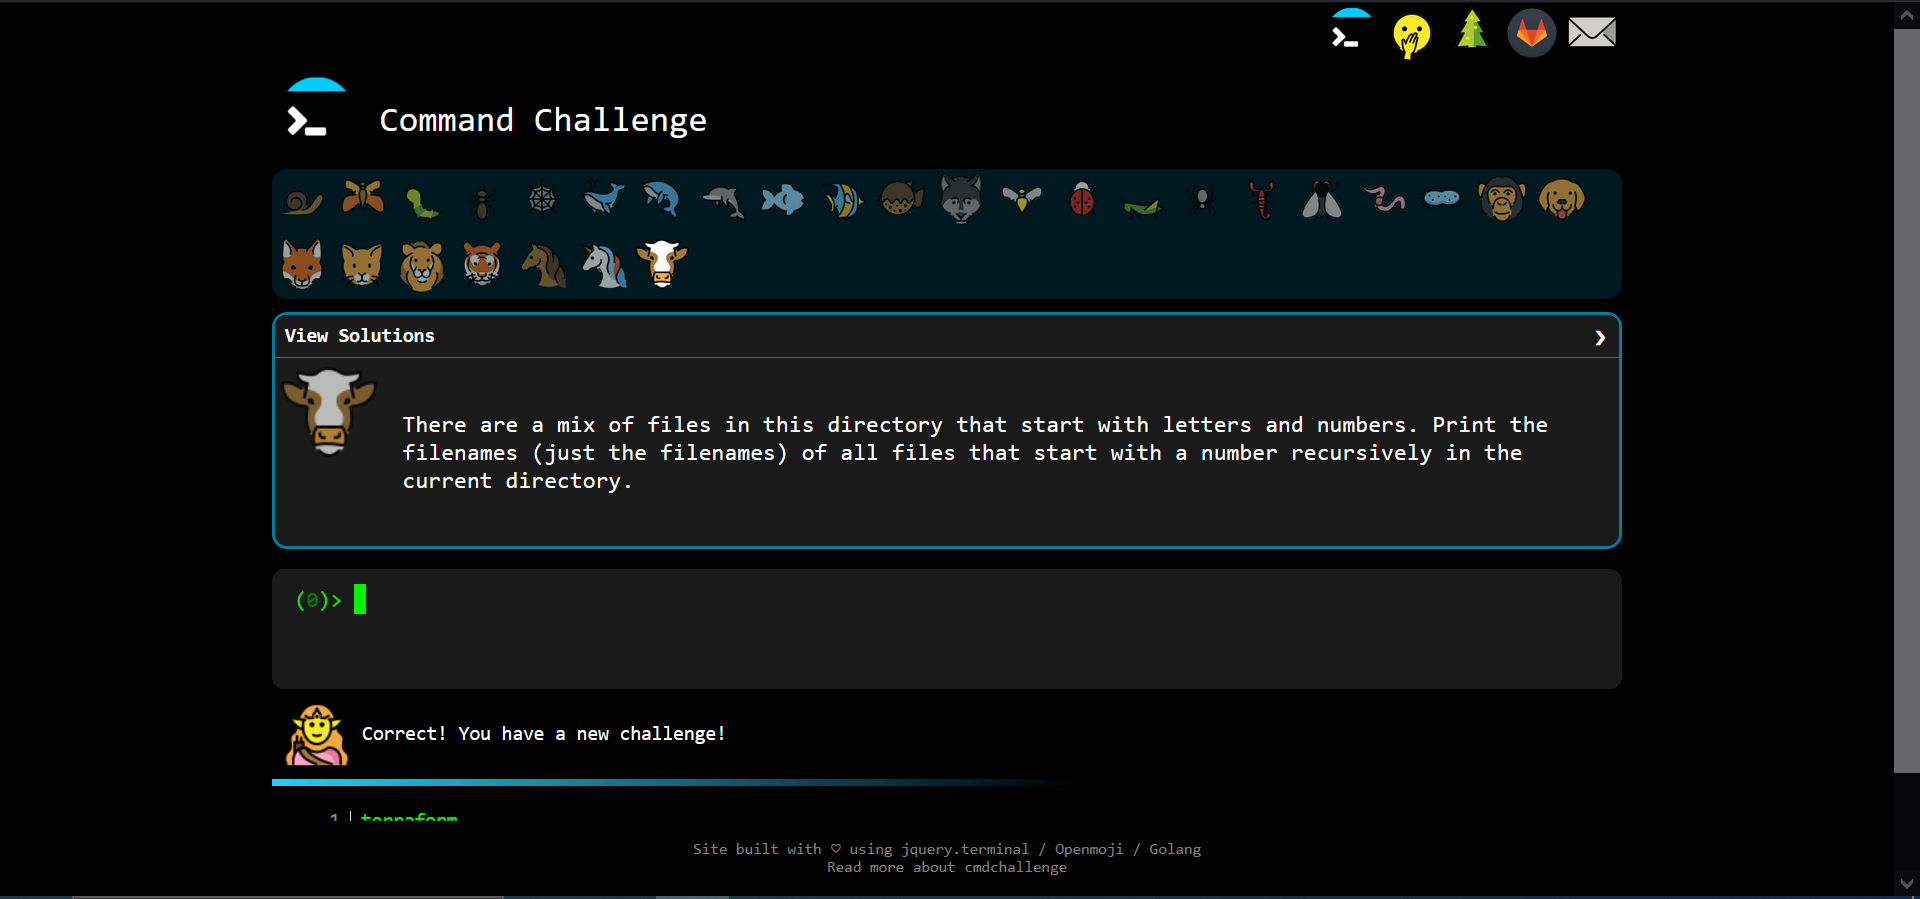 Command Challenge
View Solutions
There are a mix of files in this directory that start with letters and numbers. Print the
filenames (just the filenames) of all files that start with a number recursively in the
current directory.
(0)>
Correct! You have a new challenge!
1 terraform
Site built with ♡ using jquery.terminal / Openmoji / Golang
Read more about cmdchallenge